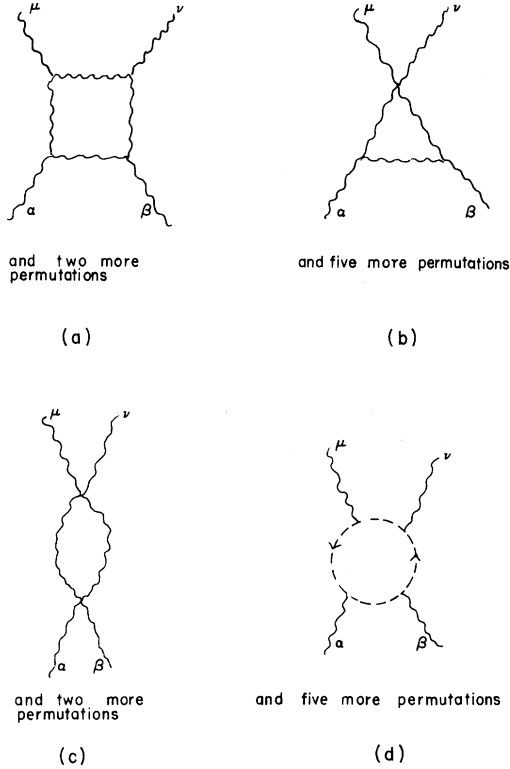 μ ν
α β
and two more
permutations
(a)
μ ν
α β
and five more permutations
(b)
μ ν
α β
and two more
permutations
(c)
μ ν
α β
and five more permutations
(d)